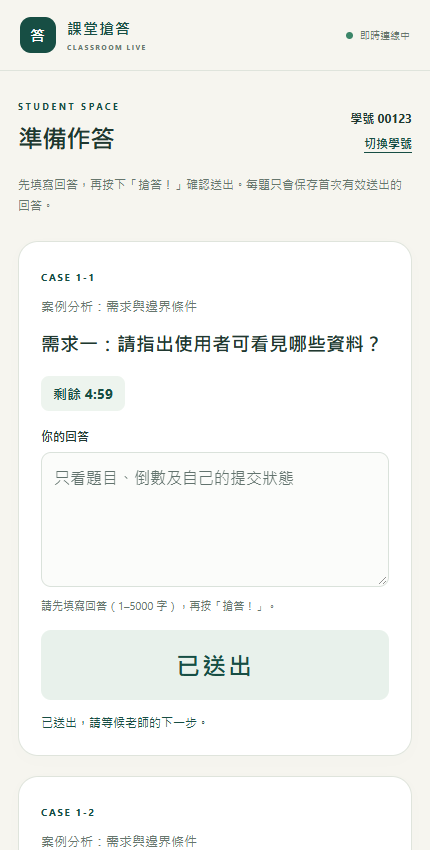 答
課堂搶答
CLASSROOM LIVE
即時連線中
STUDENT SPACE
準備作答
學號 00123
切換學號
先填寫回答，再按下「搶答！」確認送出。每題只會保存首次有效送出的
回答。
CASE 1-1
案例分析：需求與邊界條件
需求一：請指出使用者可看見哪些資料？
剩餘 4:59
你的回答
只看題目、倒數及自己的提交狀態
請先填寫回答（1–5000 字），再按「搶答！」。
已送出
已送出，請等候老師的下一步。
CASE 1-2
案例分析：需求與邊界條件